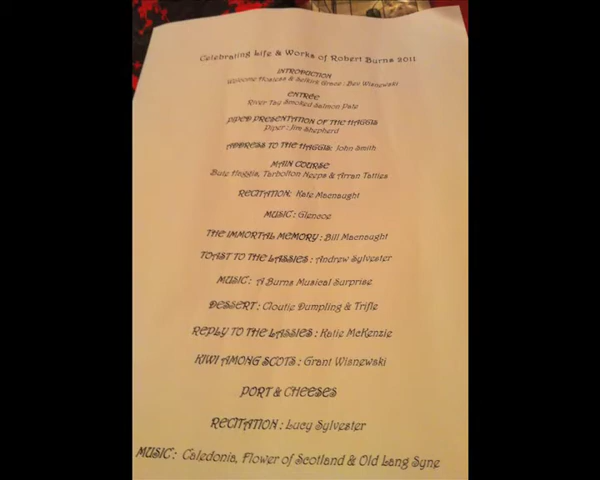 Celebrating Life & Works of Robert Burns 2011
INTRODUCTION
Welcome Hostess & Selkirk Grace : Bev Wisnewski
ENTRÉE
River Tay Smoked Salmon Pate
PIPED PRESENTATION OF THE HAGGIS
Piper : Jim Shepherd
ADDRESS TO THE HAGGIS: John Smith
MAIN COURSE
Bute Haggis, Tarbolton Neeps & Arran Tatties
RECITATION: Kate Macnaught
MUSIC : Glencoe
THE IMMORTAL MEMORY : Bill Macnaught
TOAST TO THE LASSIES : Andrew Sylvester
MUSIC : A Burns Musical Surprise
DESSERT : Cloutie Dumpling & Trifle
REPLY TO THE LASSIES : Katie McKenzie
KIWI AMONG SCOTS : Grant Wisnewski
PORT & CHEESES
RECITATION : Lucy Sylvester
MUSIC : Caledonia, Flower of Scotland & Old Lang Syne